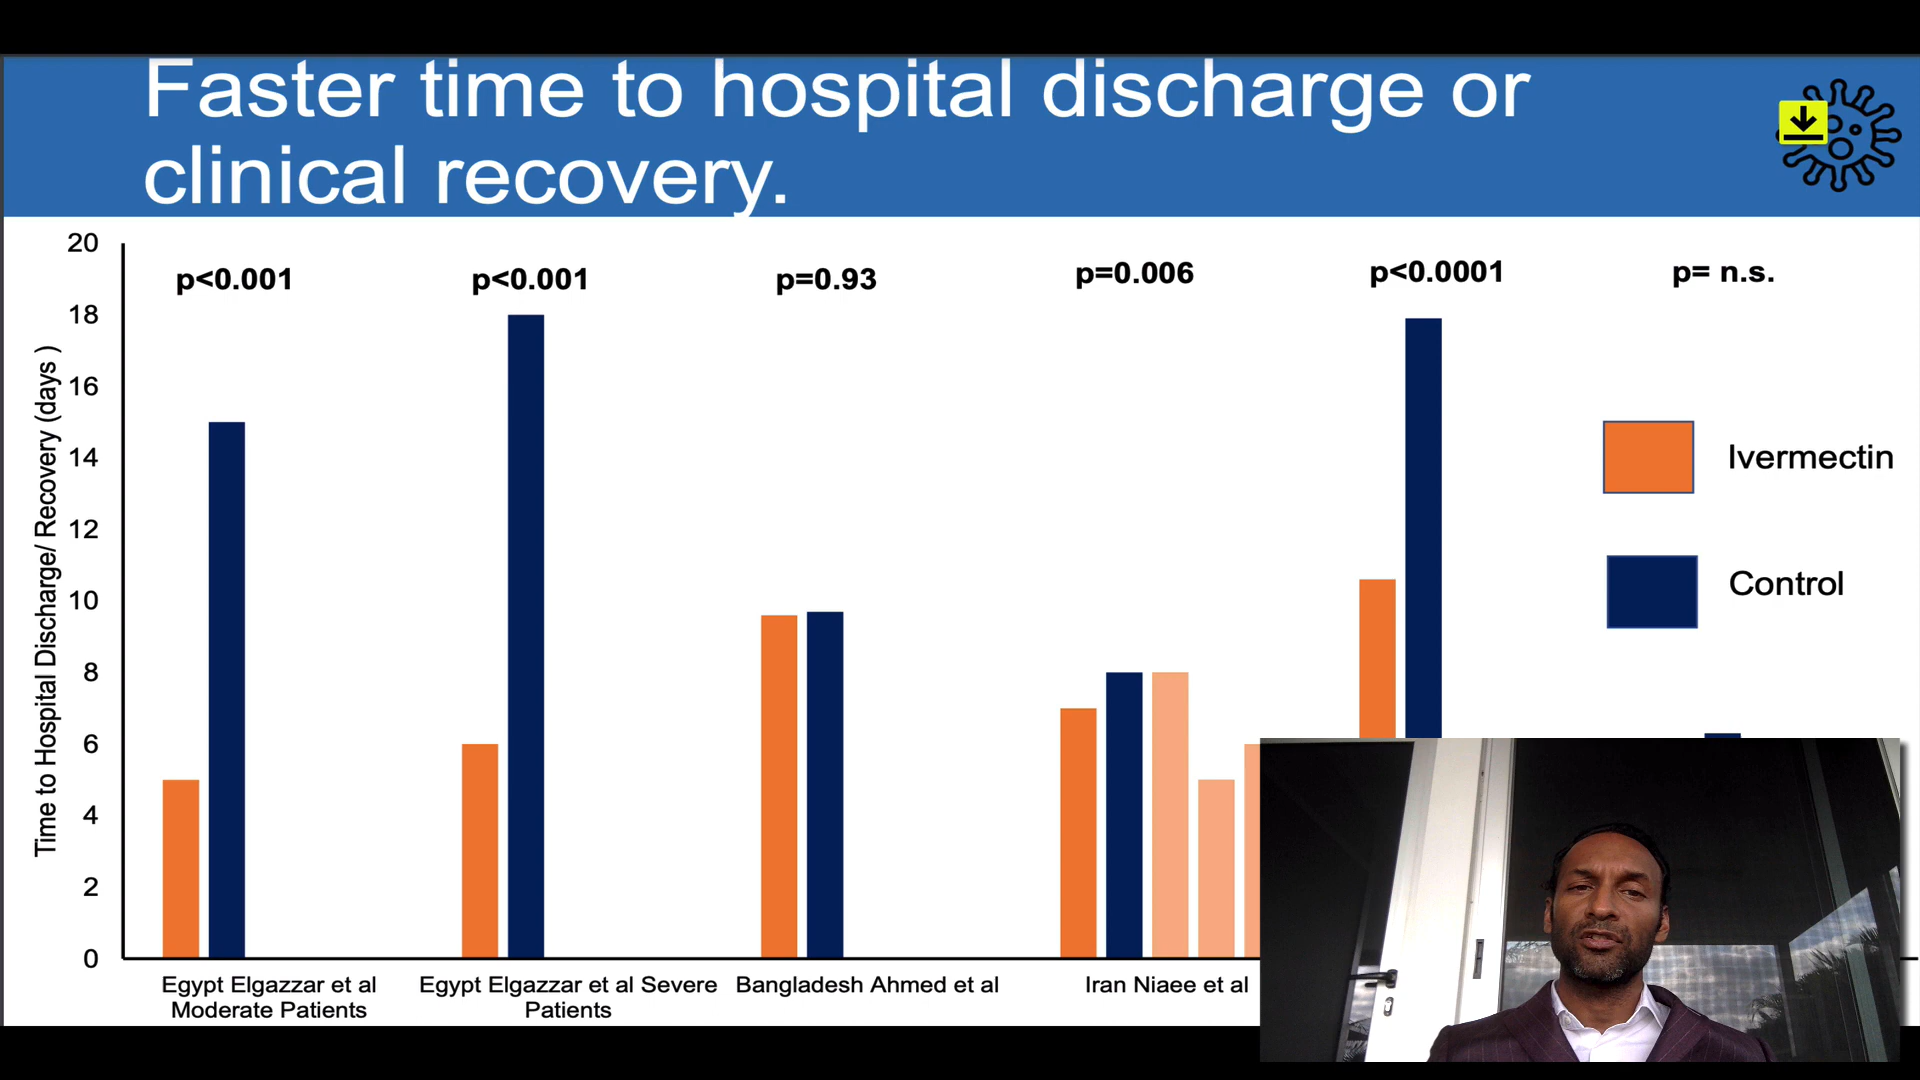 Faster time to hospital discharge or
clinical recovery.
Time to Hospital Discharge/ Recovery (days )
20
18
16
14
12
10
8
6
4
2
0
p<0.001
p<0.001
p=0.93
p=0.006
p<0.0001
p= n.s.
Ivermectin
Control
Egypt Elgazzar et al
Moderate Patients
Egypt Elgazzar et al Severe
Patients
Bangladesh Ahmed et al
Iran Niaee et al